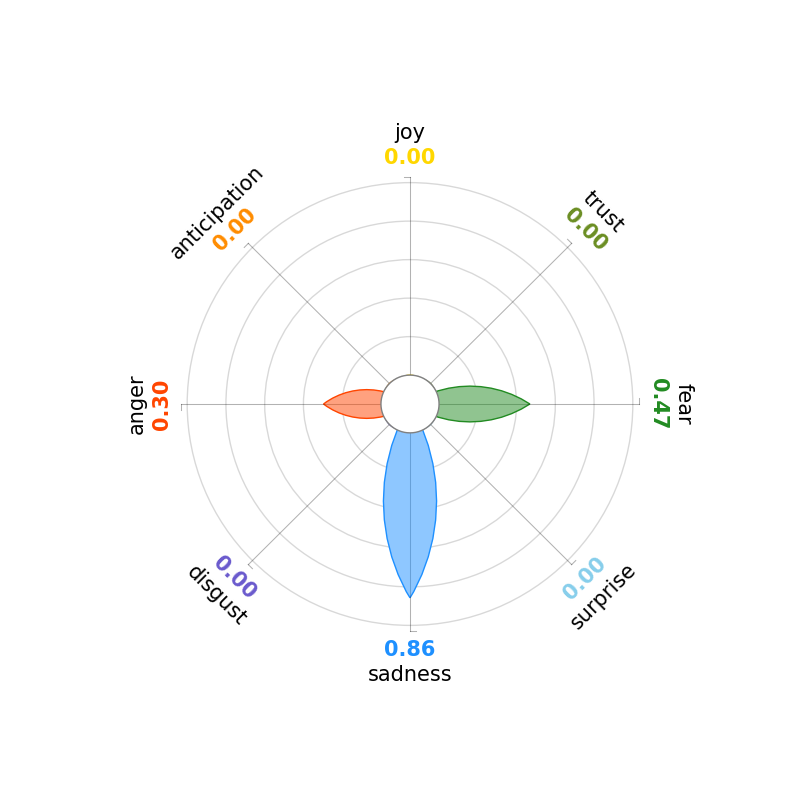 joy
0.00
trust
0.00
fear
0.47
surprise
0.00
sadness
0.86
disgust
0.00
anger
0.30
anticipation
0.00